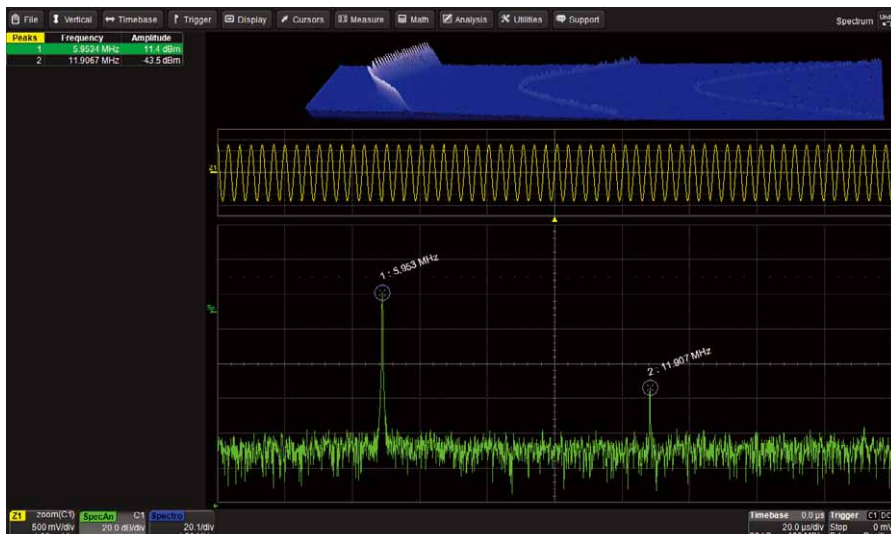 File Vertical Timebase Trigger Display Cursors Measure Math Analysis Utilities Support Spectrum Undo
Peaks Frequency Amplitude
1 5.9534 MHz 11.4 dBm
2 11.9067 MHz -43.5 dBm
Z1
1 : 5.953 MHz
2 : 11.907 MHz
Z1 zoom(C1) SpecAn C1 Spectro Timebase 0.0 µs Trigger C1 DC
500 mV/div 20.0 dB/div 20.1/div 20.0 µs/div Stop 0 mV